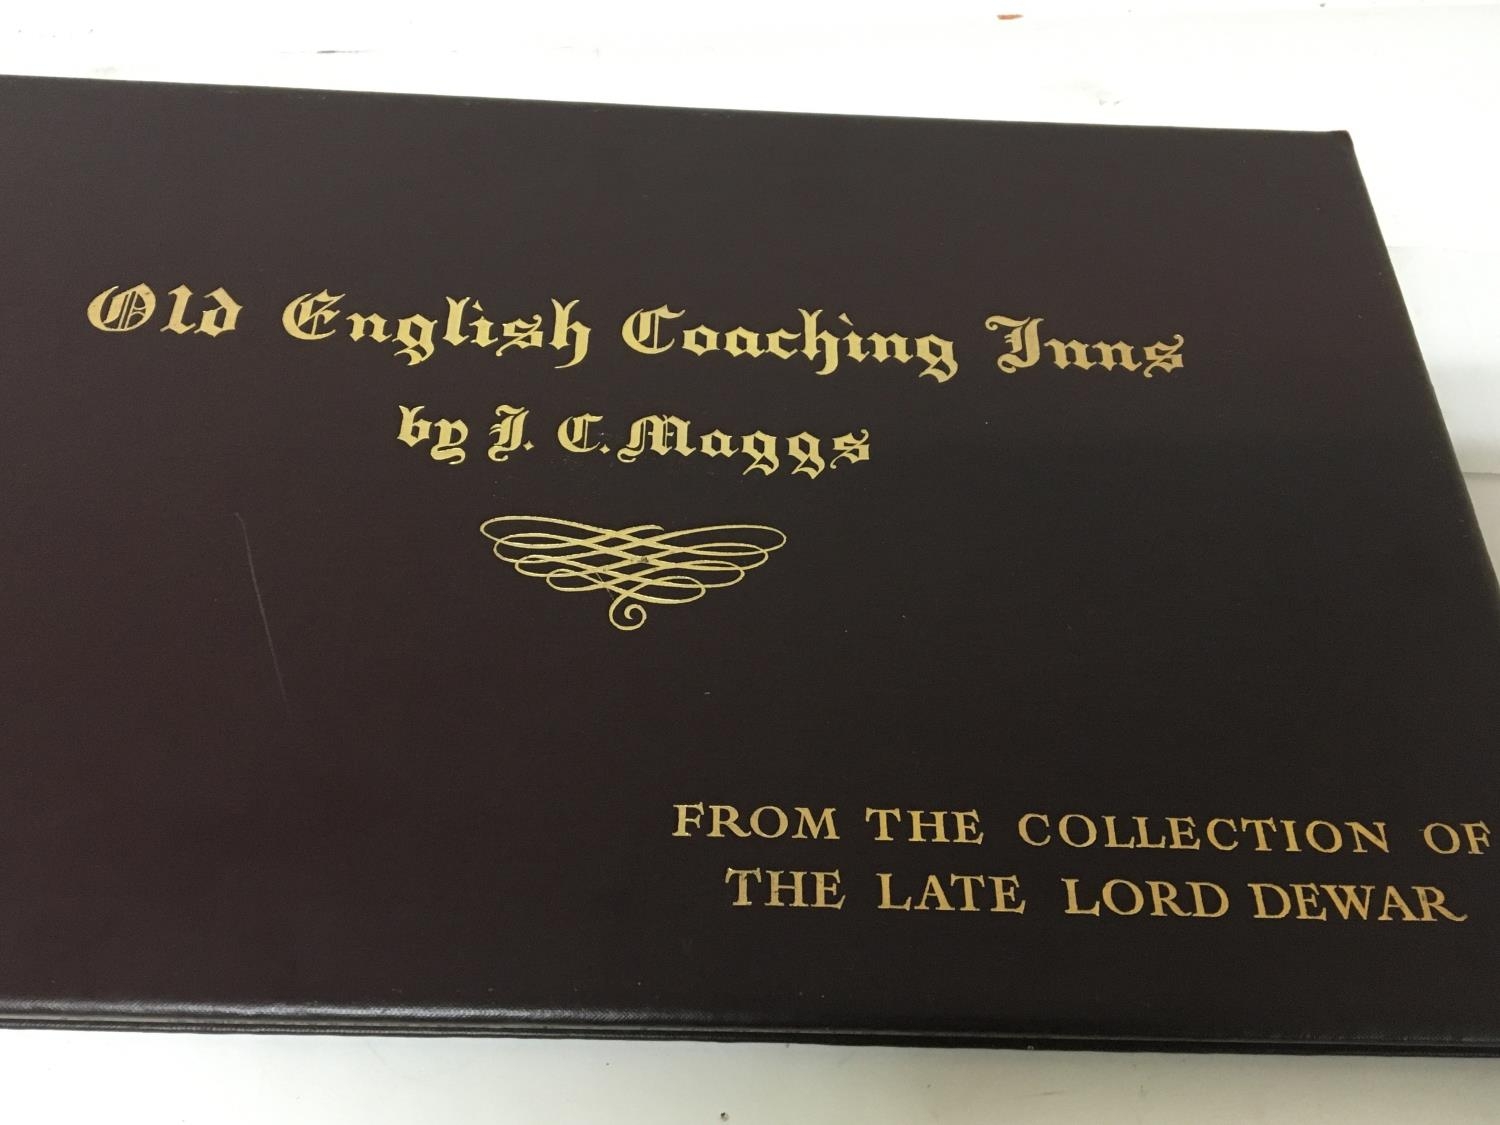 Old English Coaching Inns
by J. C. Maggs
FROM THE COLLECTION OF
THE LATE LORD DEWAR